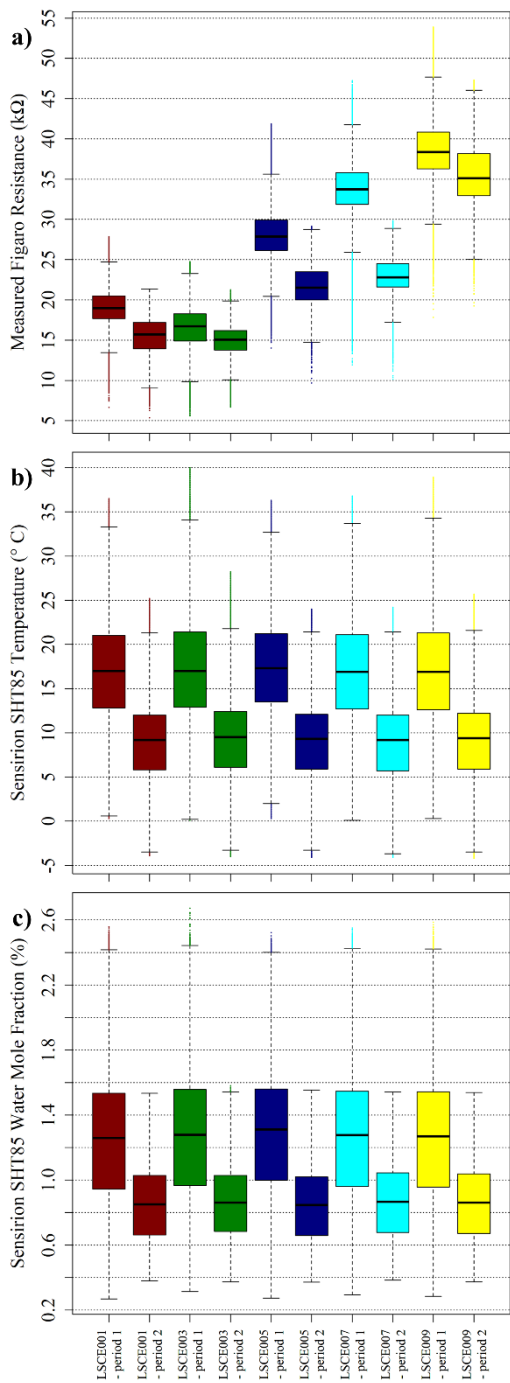 a)
Measured Figaro Resistance (kΩ)
55
50
45
40
35
30
25
20
15
10
5
b)
Sensirion SHT85 Temperature (° C)
40
35
30
25
20
15
10
5
0
-5
c)
Sensirion SHT85 Water Mole Fraction (%)
2.6
2.2
1.8
1.4
1.0
0.6
0.2
LSCE001
- period 1
LSCE001
- period 2
LSCE003
- period 1
LSCE003
- period 2
LSCE005
- period 1
LSCE005
- period 2
LSCE007
- period 1
LSCE007
- period 2
LSCE009
- period 1
LSCE009
- period 2